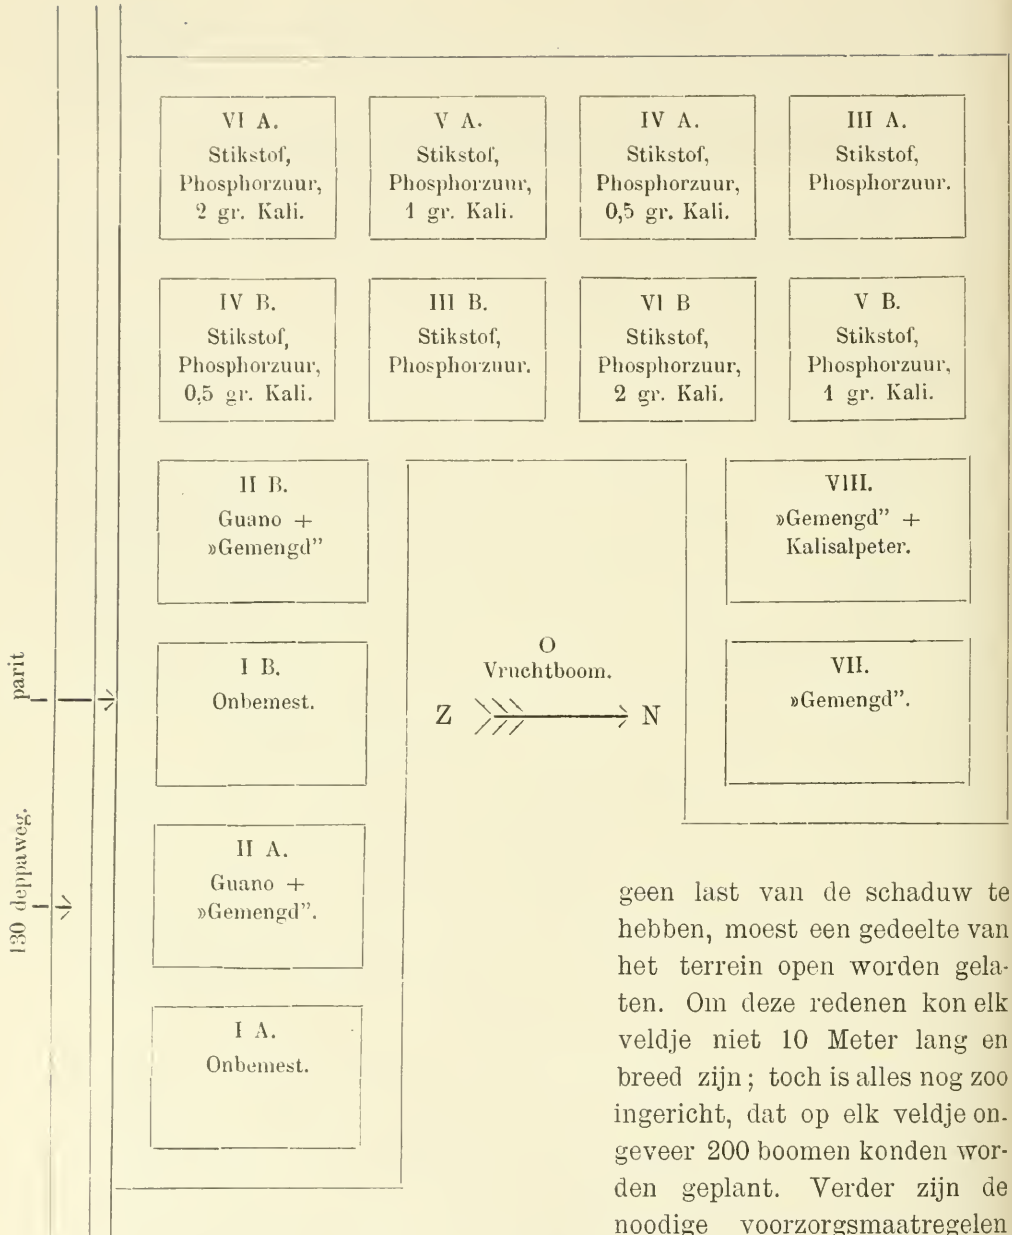 VI A.
Stikstof,
Phosphorzuur,
2 gr. Kali.
V A.
Stikstof,
Phosphorzuur,
1 gr. Kali.
IV A.
Stikstof,
Phosphorzuur,
0,5 gr. Kali.
III A.
Stikstof,
Phosphorzuur.
IV B.
Stikstof,
Phosphorzuur,
0,5 gr. Kali.
III B.
Stikstof,
Phosphorzuur.
VI B
Stikstof,
Phosphorzuur,
2 gr. Kali.
V B.
Stikstof,
Phosphorzuur,
1 gr. Kali.
II B.
Guano +
»Gemengd”
VIII.
»Gemengd” +
Kalisalpeter.
parit
I B.
Onbemest.
O
Vruchtboom.
Z N
VII.
»Gemengd”.
130 deppaweg.
II A.
Guano +
»Gemengd”.
I A.
Onbemest.
geen last van de schaduw te
hebben, moest een gedeelte van
het terrein open worden gela-
ten. Om deze redenen kon elk
veldje niet 10 Meter lang en
breed zijn; toch is alles nog zoo
ingericht, dat op elk veldje on-
geveer 200 boomen konden wor-
den geplant. Verder zijn de
noodige voorzorgsmaatregelen